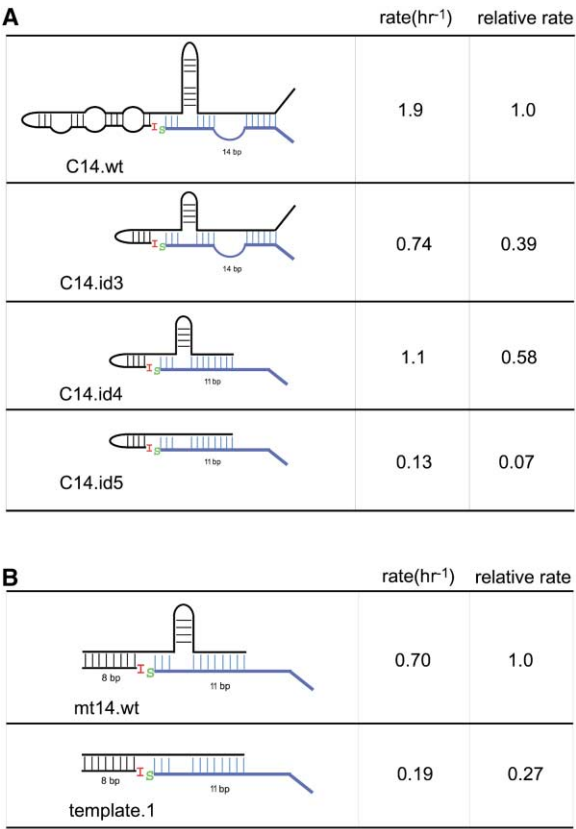 A
rate(hr-1) relative rate
I
S
14 bp
C14.wt
1.9 1.0
I
S
14 bp
C14.id3
0.74 0.39
I
S
11 bp
C14.id4
1.1 0.58
I
S
11 bp
C14.id5
0.13 0.07
B
rate(hr-1) relative rate
I
S
8 bp 11 bp
mt14.wt
0.70 1.0
I
S
8 bp 11 bp
template.1
0.19 0.27